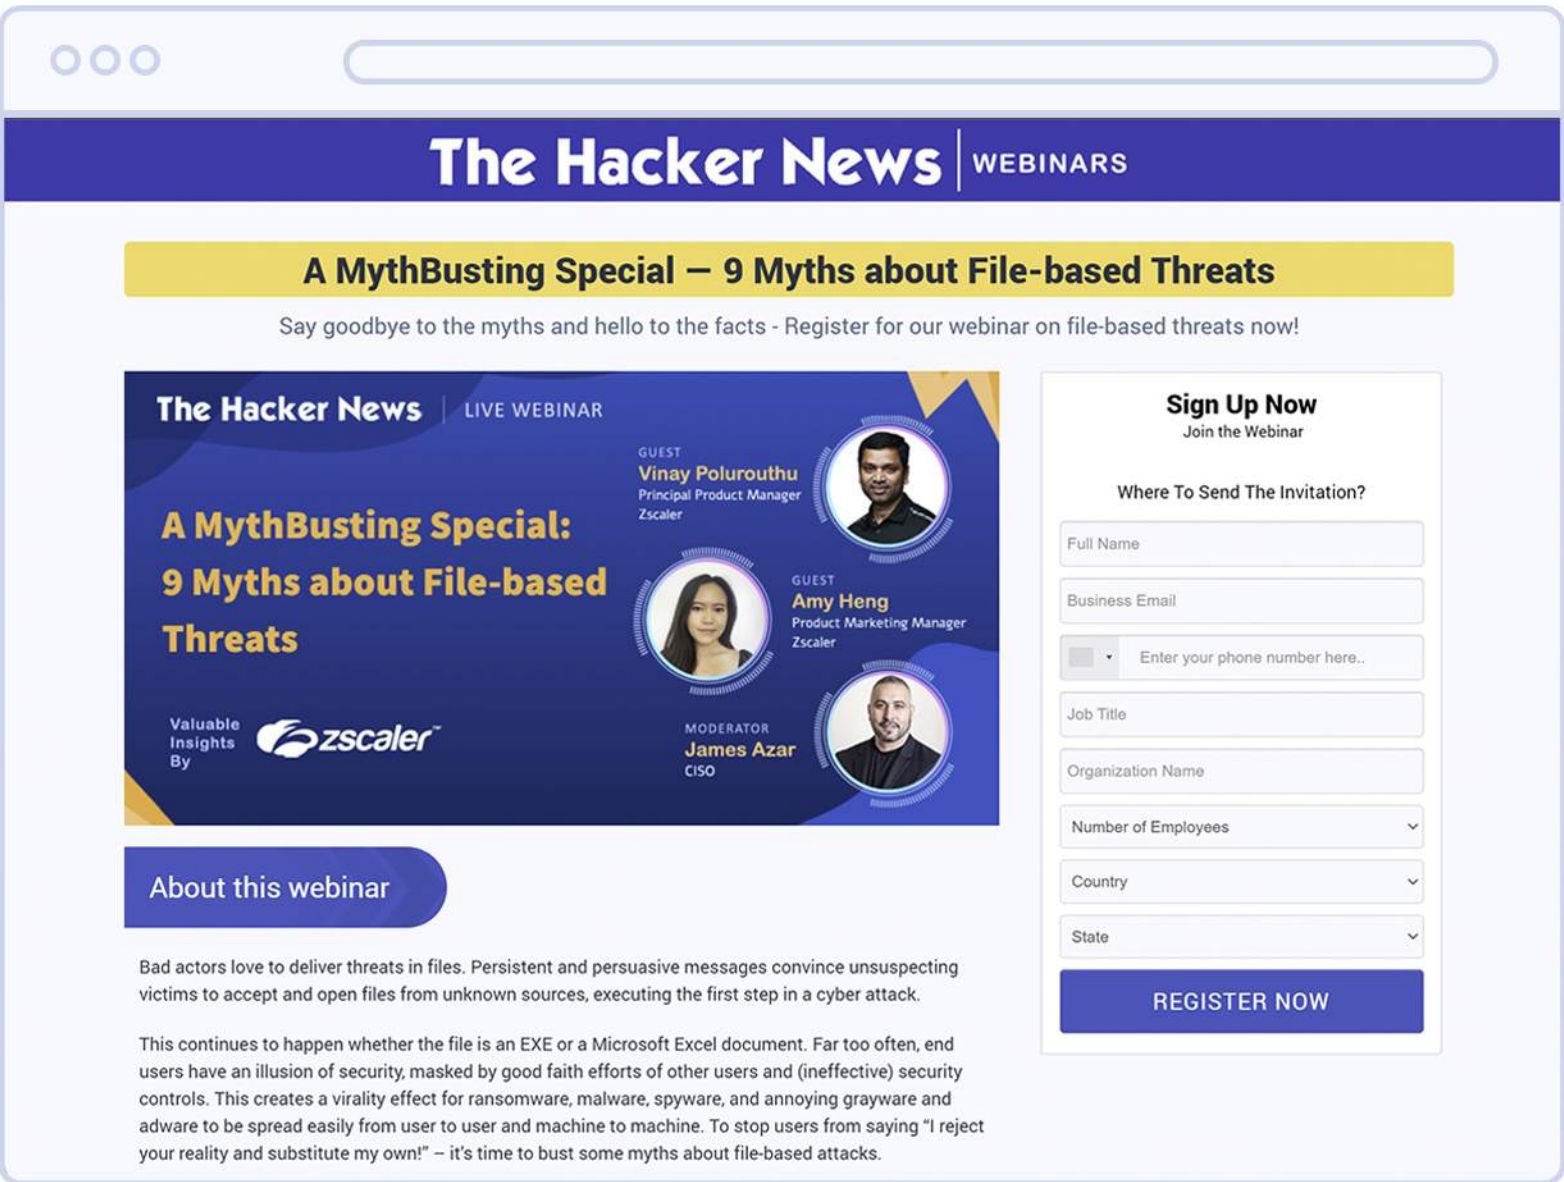 The Hacker News | WEBINARS
A MythBusting Special — 9 Myths about File-based Threats
Say goodbye to the myths and hello to the facts - Register for our webinar on file-based threats now!
The Hacker News | LIVE WEBINAR
A MythBusting Special:
9 Myths about File-based
Threats
Valuable
Insights
By
zscaler™
GUEST
Vinay Polurouthu
Principal Product Manager
Zscaler
GUEST
Amy Heng
Product Marketing Manager
Zscaler
MODERATOR
James Azar
CISO
Sign Up Now
Join the Webinar
Where To Send The Invitation?
Full Name
Business Email
Enter your phone number here..
Job Title
Organization Name
Number of Employees
Country
State
REGISTER NOW
About this webinar
Bad actors love to deliver threats in files. Persistent and persuasive messages convince unsuspecting
victims to accept and open files from unknown sources, executing the first step in a cyber attack.
This continues to happen whether the file is an EXE or a Microsoft Excel document. Far too often, end
users have an illusion of security, masked by good faith efforts of other users and (ineffective) security
controls. This creates a virality effect for ransomware, malware, spyware, and annoying grayware and
adware to be spread easily from user to user and machine to machine. To stop users from saying “I reject
your reality and substitute my own!” – it’s time to bust some myths about file-based attacks.